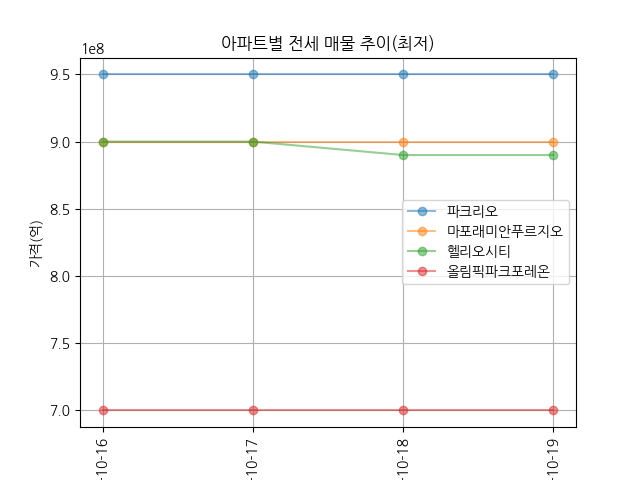 아파트별 전세 매물 추이(최저)
1e8
9.5
9.0
8.5
8.0
7.5
7.0
가격(억)
파크리오
마포래미안푸르지오
헬리오시티
올림픽파크포레온
-10-16
-10-17
-10-18
-10-19